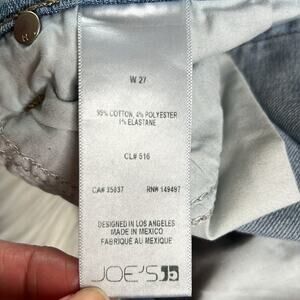 W 27
95% COTTON, 4% POLYESTER
1% ELASTANE
CL# 516
CA# 35037 RN# 149497
DESIGNED IN LOS ANGELES
MADE IN MEXICO
FABRIQUÉ AU MEXIQUE
JOE'S